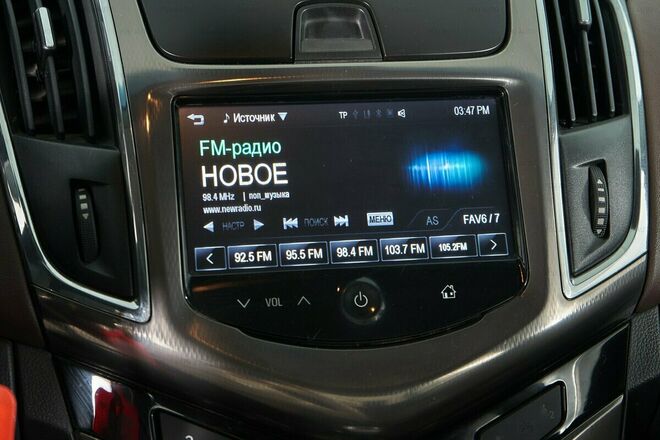 Источник 
TP 
03:47 PM
FM-радио
НОВОЕ
98.4 MHz поп_музыка
www.newradio.ru
НАСТР ПОИСК МЕНЮ AS FAV6/7
92.5 FM 95.5 FM 98.4 FM 103.7 FM 105.2FM
VOL